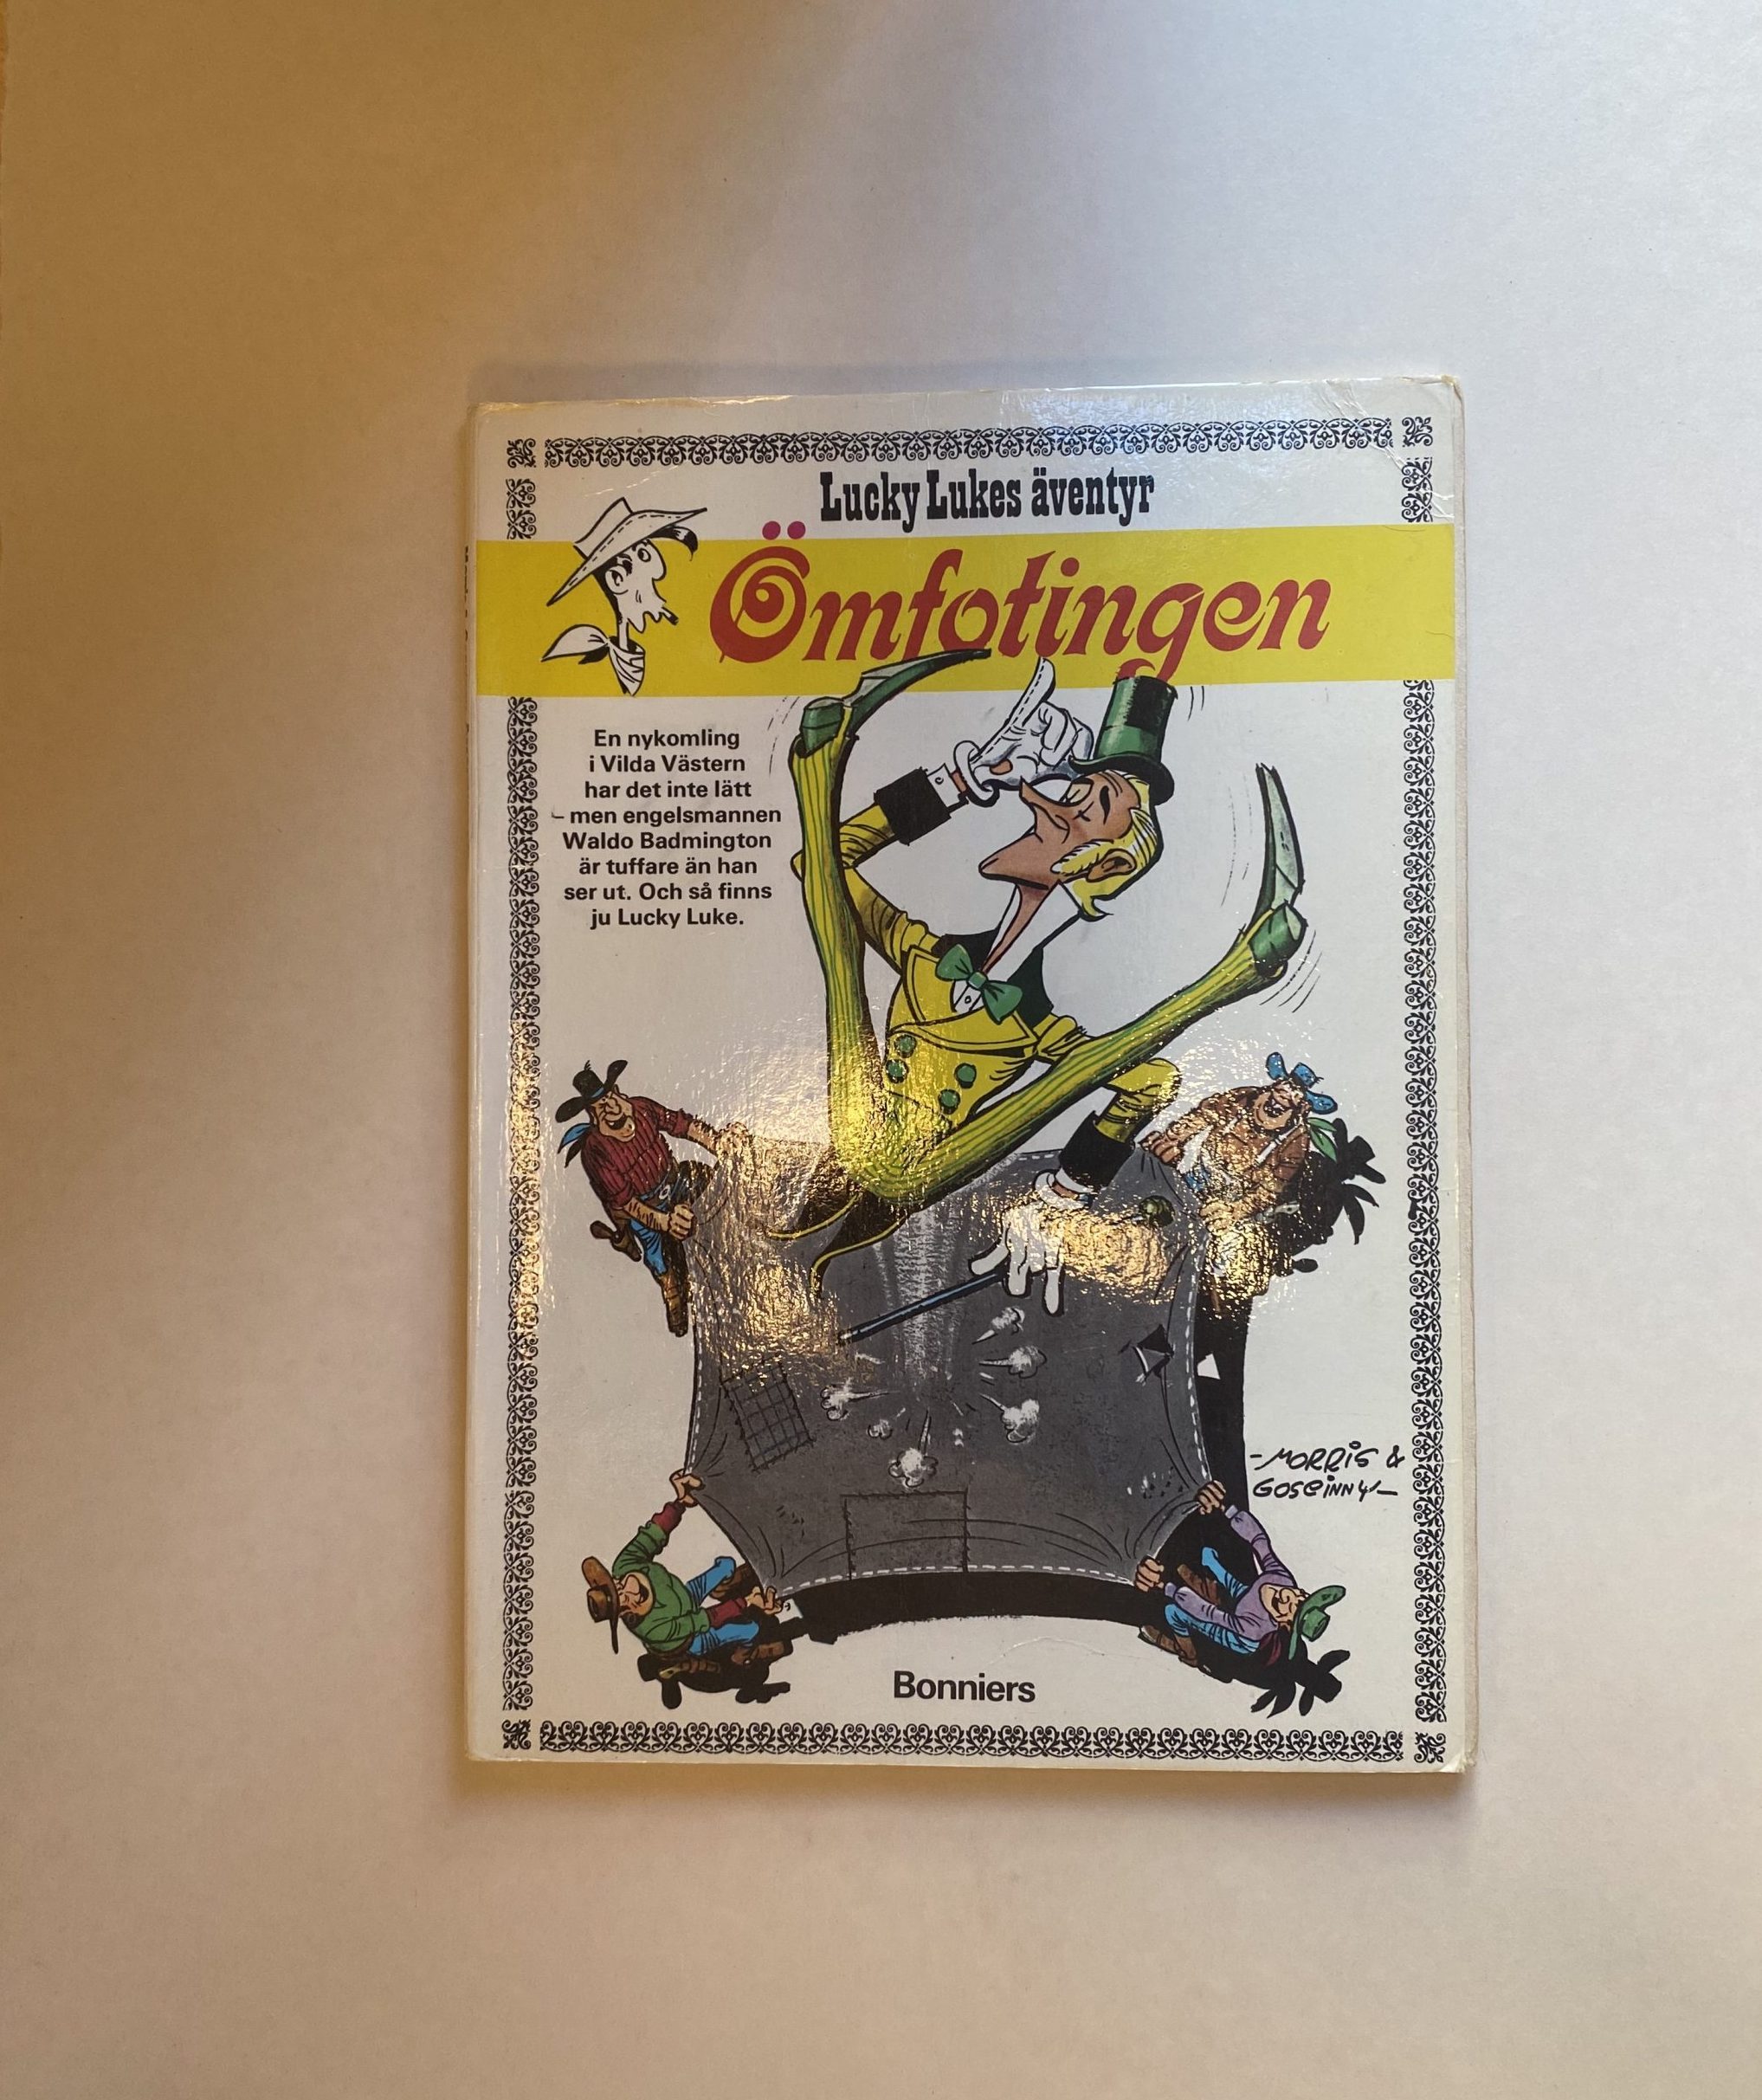 Lucky Lukes äventyr
Ömfotingen
En nykomling
i Vilda Västern
har det inte lätt
– men engelsmannen
Waldo Badmington
är tuffare än han
ser ut. Och så finns
ju Lucky Luke.
-MORRIS &
GOSCINNY-
Bonniers